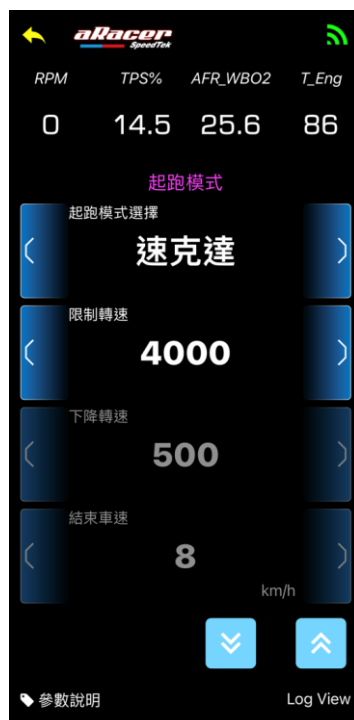 aRacer
SpeedTek
RPM TPS% AFR_WBO2 T_Eng
0 14.5 25.6 86
起跑模式
起跑模式選擇
速克達
限制轉速
4000
下降轉速
500
結束車速
8
km/h
參數說明 Log View